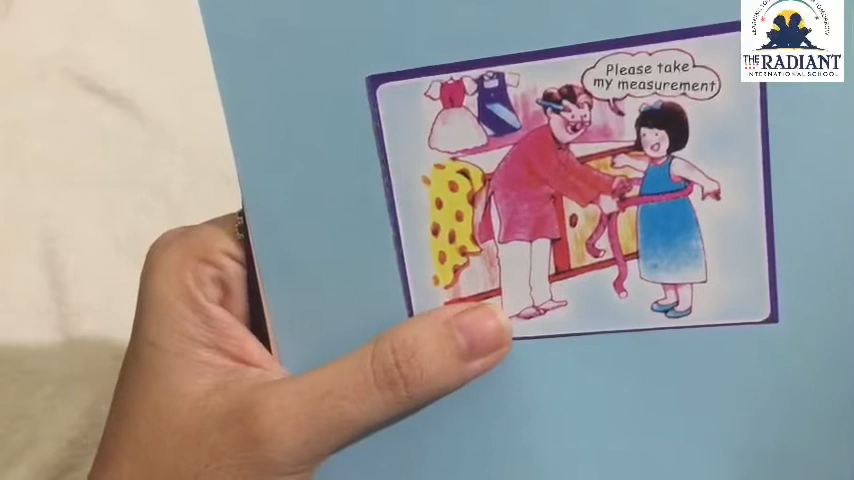 Please take
my measurement
THE RADIANT
INTERNATIONAL SCHOOL